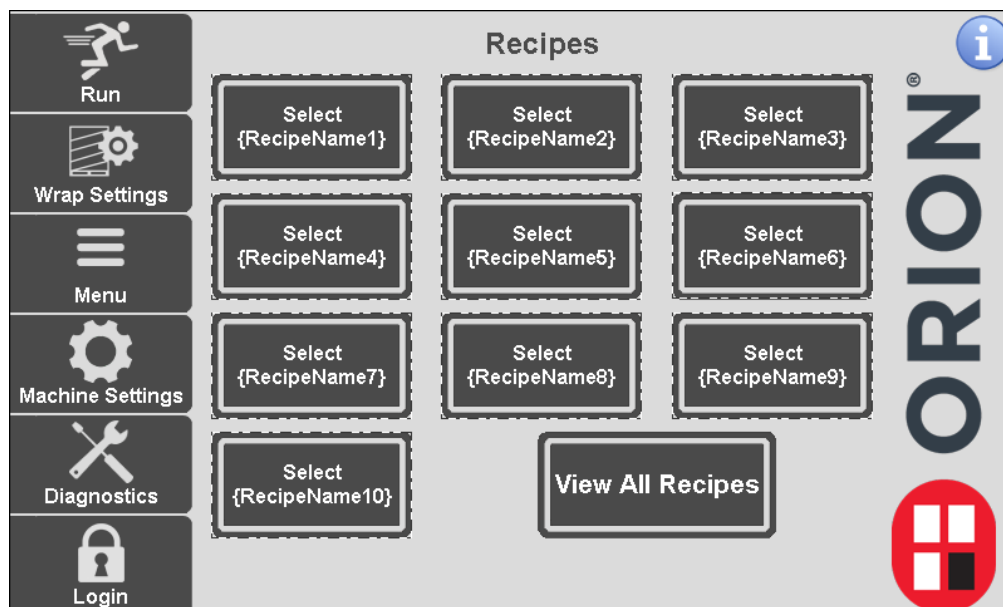 Run
Wrap Settings
Menu
Machine Settings
Diagnostics
Login
Recipes
Select
{RecipeName1}
Select
{RecipeName2}
Select
{RecipeName3}
Select
{RecipeName4}
Select
{RecipeName5}
Select
{RecipeName6}
Select
{RecipeName7}
Select
{RecipeName8}
Select
{RecipeName9}
Select
{RecipeName10}
View All Recipes
i
ORION®